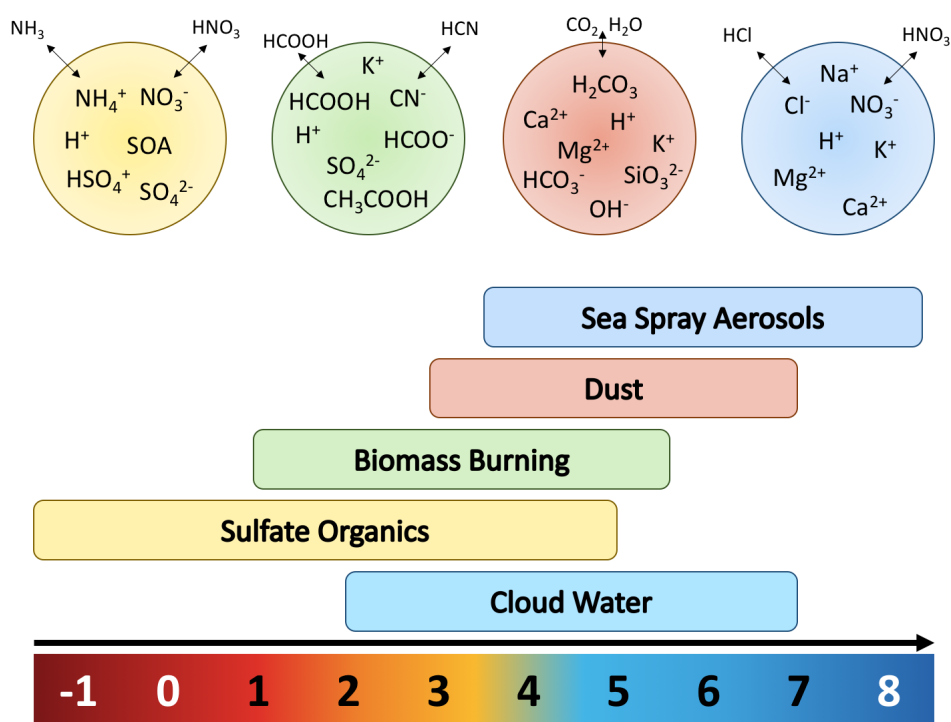 NH₃
HNO₃
NH₄⁺ NO₃⁻
H⁺
SOA
HSO₄⁺
SO₄²⁻
HCOOH
HCN
K⁺
HCOOH CN⁻
H⁺
HCOO⁻
SO₄²⁻
CH₃COOH
CO₂ H₂O
H₂CO₃
Ca²⁺
H⁺
Mg²⁺
K⁺
HCO₃⁻
SiO₃²⁻
OH⁻
HCl
HNO₃
Na⁺
Cl⁻
NO₃⁻
H⁺
K⁺
Mg²⁺
Ca²⁺
Sea Spray Aerosols
Dust
Biomass Burning
Sulfate Organics
Cloud Water
-1 0 1 2 3 4 5 6 7 8